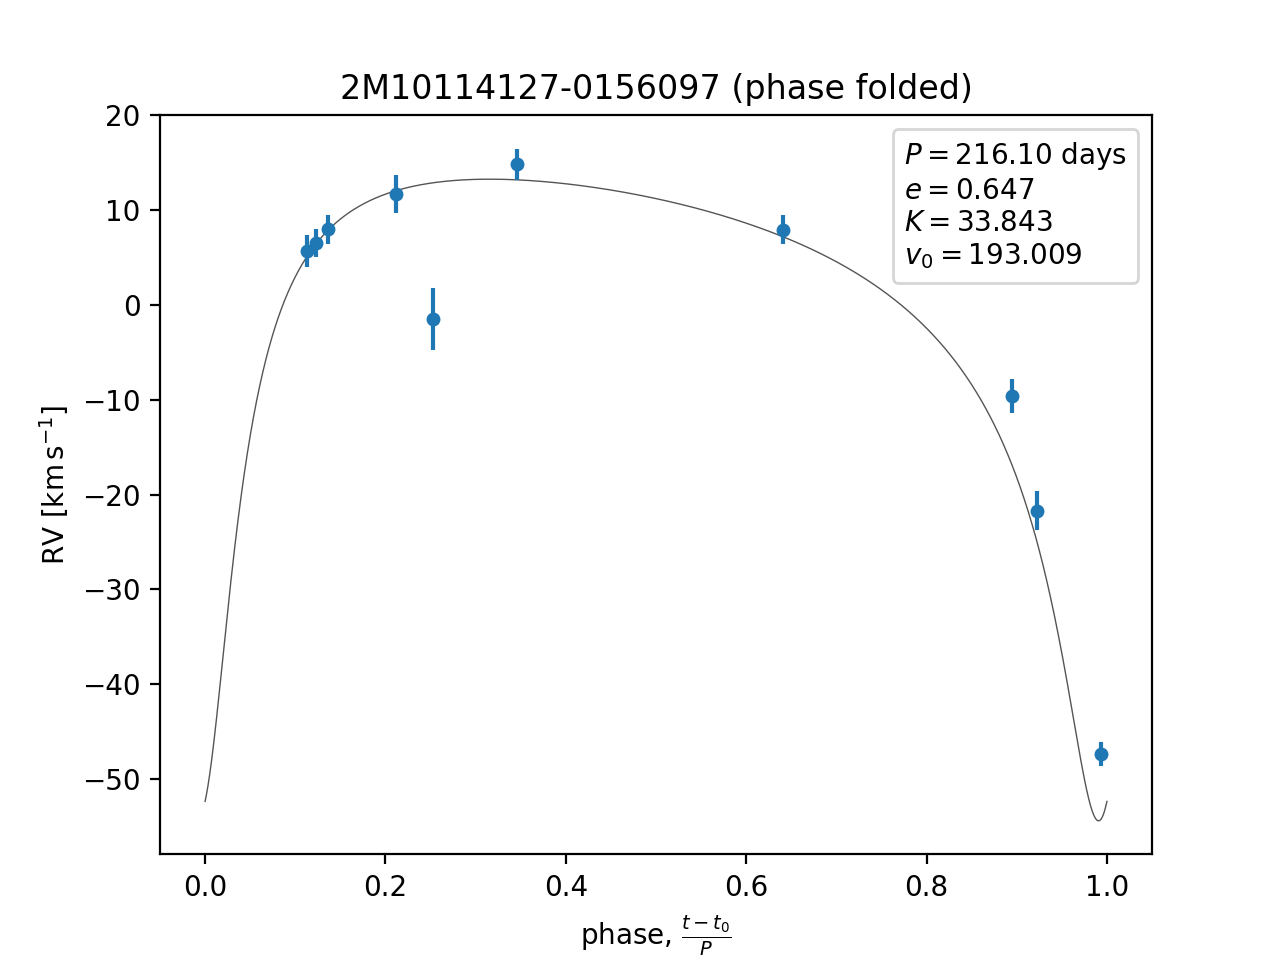 2M10114127-0156097 (phase folded)
P = 216.10 days
e = 0.647
K = 33.843
v₀ = 193.009
20
10
0
−10
−20
−30
−40
−50
RV [km s⁻¹]
0.0 0.2 0.4 0.6 0.8 1.0
phase, (t − t₀)/P